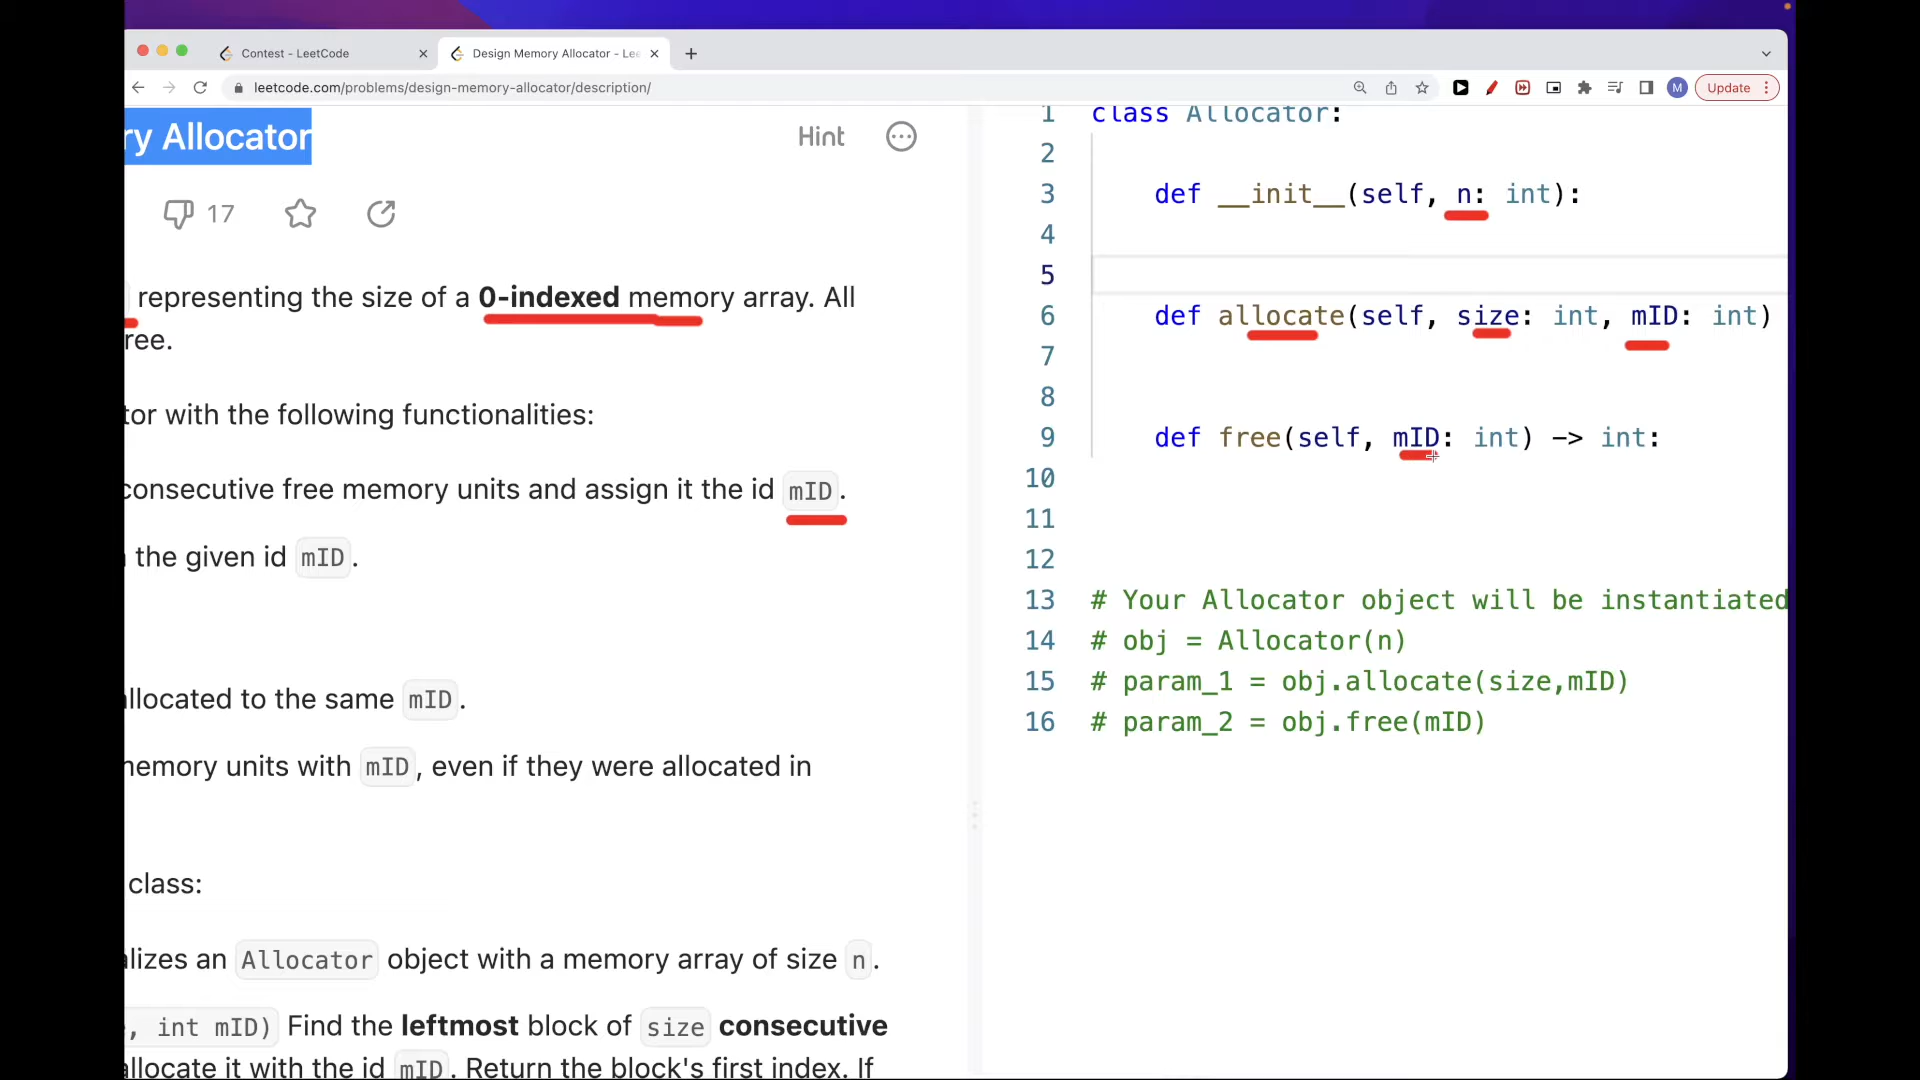 Contest - LeetCode
Design Memory Allocator - Lee
leetcode.com/problems/design-memory-allocator/description/
M
Update
ry Allocator
Hint
17
representing the size of a 0-indexed memory array. All
ree.
tor with the following functionalities:
consecutive free memory units and assign it the id mID.
the given id mID.
allocated to the same mID.
memory units with mID, even if they were allocated in
class:
alizes an Allocator object with a memory array of size n.
, int mID) Find the leftmost block of size consecutive
allocate it with the id mID. Return the block's first index. If
1 class Allocator:
2
3 def __init__(self, n: int):
4
5
6 def allocate(self, size: int, mID: int)
7
8
9 def free(self, mID: int) -> int:
10
11
12
13 # Your Allocator object will be instantiated
14 # obj = Allocator(n)
15 # param_1 = obj.allocate(size,mID)
16 # param_2 = obj.free(mID)